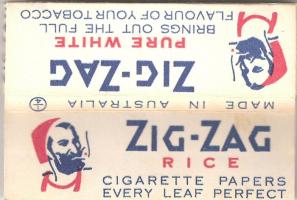 MADE IN AUSTRALIA
ZIG-ZAG
PURE WHITE
BRINGS OUT THE FULL
FLAVOUR OF YOUR TOBACCO
ZIG-ZAG
RICE
CIGARETTE PAPERS
EVERY LEAF PERFECT